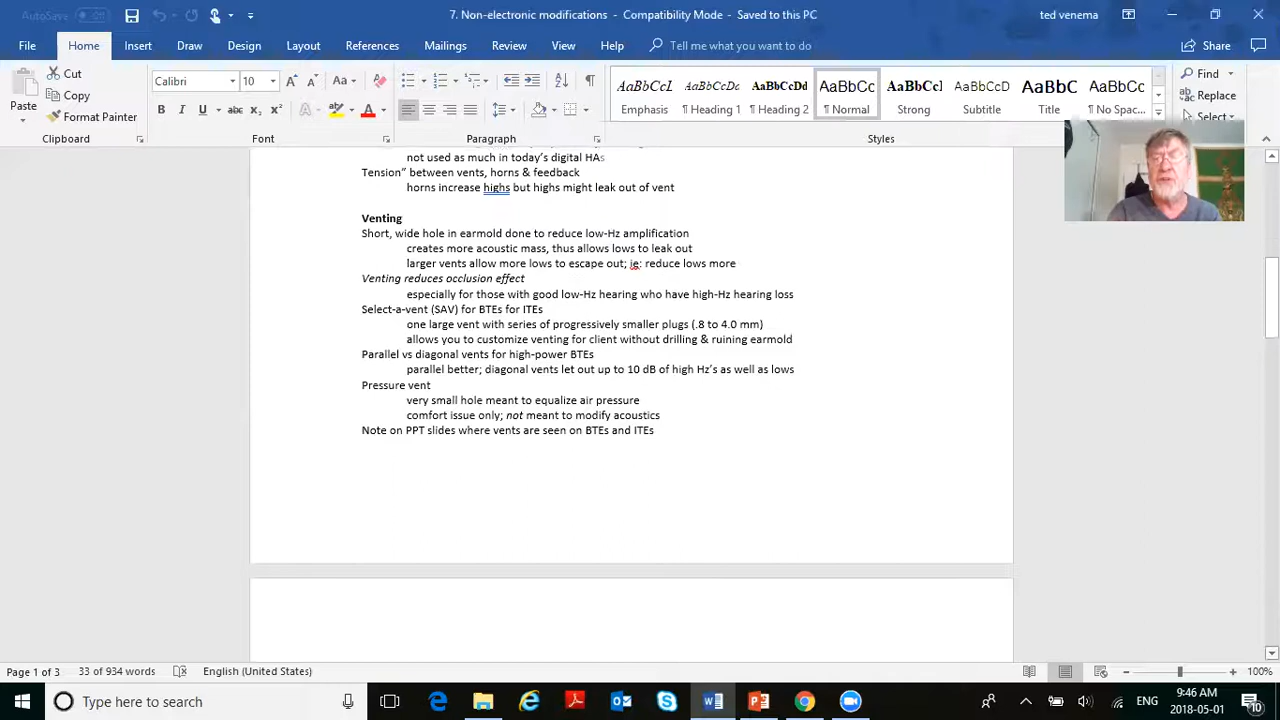 AutoSave
Off
7. Non-electronic modifications - Compatibility Mode - Saved to this PC
ted venema
File Home Insert Draw Design Layout References Mailings Review View Help Tell me what you want to do Share
Paste
Cut
Copy
Format Painter
Clipboard
Calibri 10
Font
Paragraph
AaBbCcL AaBbCcDc AaBbCcDd AaBbCc AaBbCcI AaBbCcDd AaBbC AaBbCc
Emphasis ¶ Heading 1 ¶ Heading 2 ¶ Normal Strong Subtitle Title ¶ No Spac...
Styles
Find
Replace
Select
not used as much in today's digital HAs
Tension" between vents, horns & feedback
horns increase highs but highs might leak out of vent
Venting
Short, wide hole in earmold done to reduce low-Hz amplification
creates more acoustic mass, thus allows lows to leak out
larger vents allow more lows to escape out; ie: reduce lows more
Venting reduces occlusion effect
especially for those with good low-Hz hearing who have high-Hz hearing loss
Select-a-vent (SAV) for BTEs for ITEs
one large vent with series of progressively smaller plugs (.8 to 4.0 mm)
allows you to customize venting for client without drilling & ruining earmold
Parallel vs diagonal vents for high-power BTEs
parallel better; diagonal vents let out up to 10 dB of high Hz's as well as lows
Pressure vent
very small hole meant to equalize air pressure
comfort issue only; not meant to modify acoustics
Note on PPT slides where vents are seen on BTEs and ITEs
Page 1 of 3 33 of 934 words English (United States) 100%
Type here to search
ENG
9:46 AM
2018-05-01
10